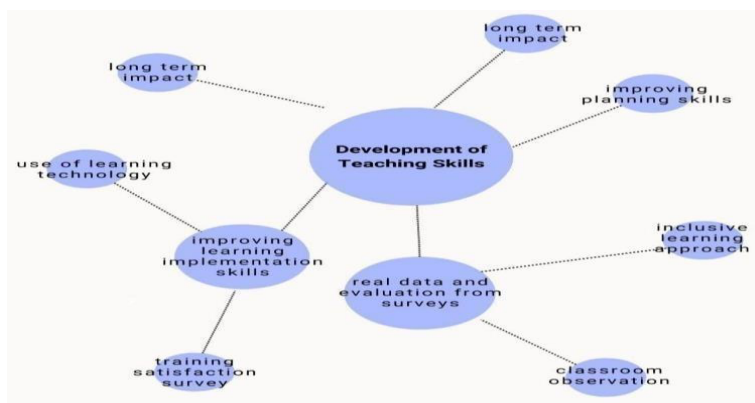 long term
impact
long term
impact
improving
planning skills
Development of
Teaching Skills
use of learning
technology
improving
learning
implementation
skills
inclusive
learning
approach
real data and
evaluation from
surveys
training
satisfaction
survey
classroom
observation